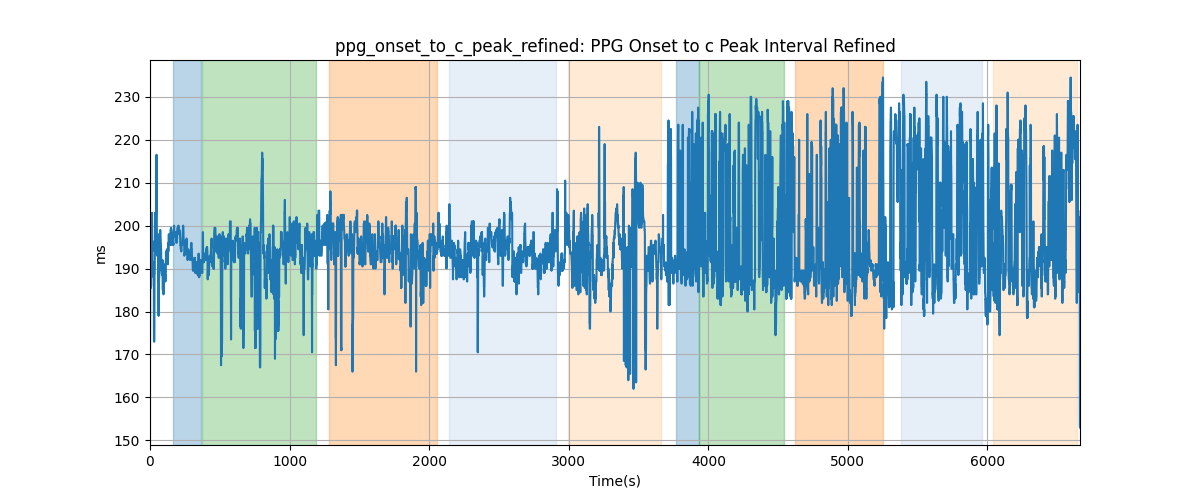 ppg_onset_to_c_peak_refined: PPG Onset to c Peak Interval Refined
230
220
210
200
190
180
170
160
150
ms
0 1000 2000 3000 4000 5000 6000
Time(s)